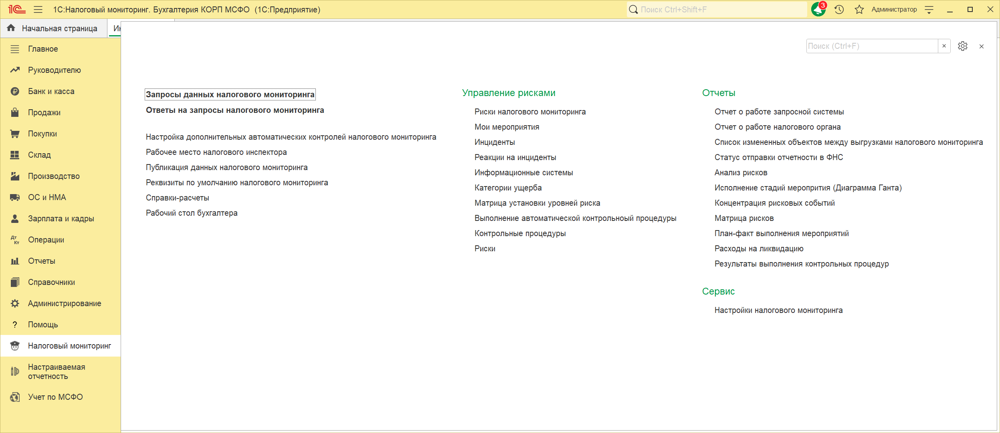 1С:Налоговый мониторинг. Бухгалтерия КОРП МСФО (1С:Предприятие)
Поиск Ctrl+Shift+F
3
Администратор
Начальная страница
Главное
Руководителю
Банк и касса
Продажи
Покупки
Склад
Производство
ОС и НМА
Зарплата и кадры
Дт
Кт
Операции
Отчеты
Справочники
Администрирование
? Помощь
Налоговый мониторинг
Настраиваемая
отчетность
Учет по МСФО
Поиск (Ctrl+F)
Запросы данных налогового мониторинга
Ответы на запросы налогового мониторинга
Настройка дополнительных автоматических контролей налогового мониторинга
Рабочее место налогового инспектора
Публикация данных налогового мониторинга
Реквизиты по умолчанию налогового мониторинга
Справки-расчеты
Рабочий стол бухгалтера
Управление рисками
Риски налогового мониторинга
Мои мероприятия
Инциденты
Реакции на инциденты
Информационные системы
Категории ущерба
Матрица установки уровней риска
Выполнение автоматической контрольноый процедуры
Контрольные процедуры
Риски
Отчеты
Отчет о работе запросной системы
Отчет о работе налогового органа
Список измененных объектов между выгрузками налогового мониторинга
Статус отправки отчетности в ФНС
Анализ рисков
Исполнение стадий меропрития (Диаграмма Ганта)
Концентрация рисковых событий
Матрица рисков
План-факт выполнения мероприятий
Расходы на ликвидацию
Результаты выполнения контрольных процедур
Сервис
Настройки налогового мониторинга